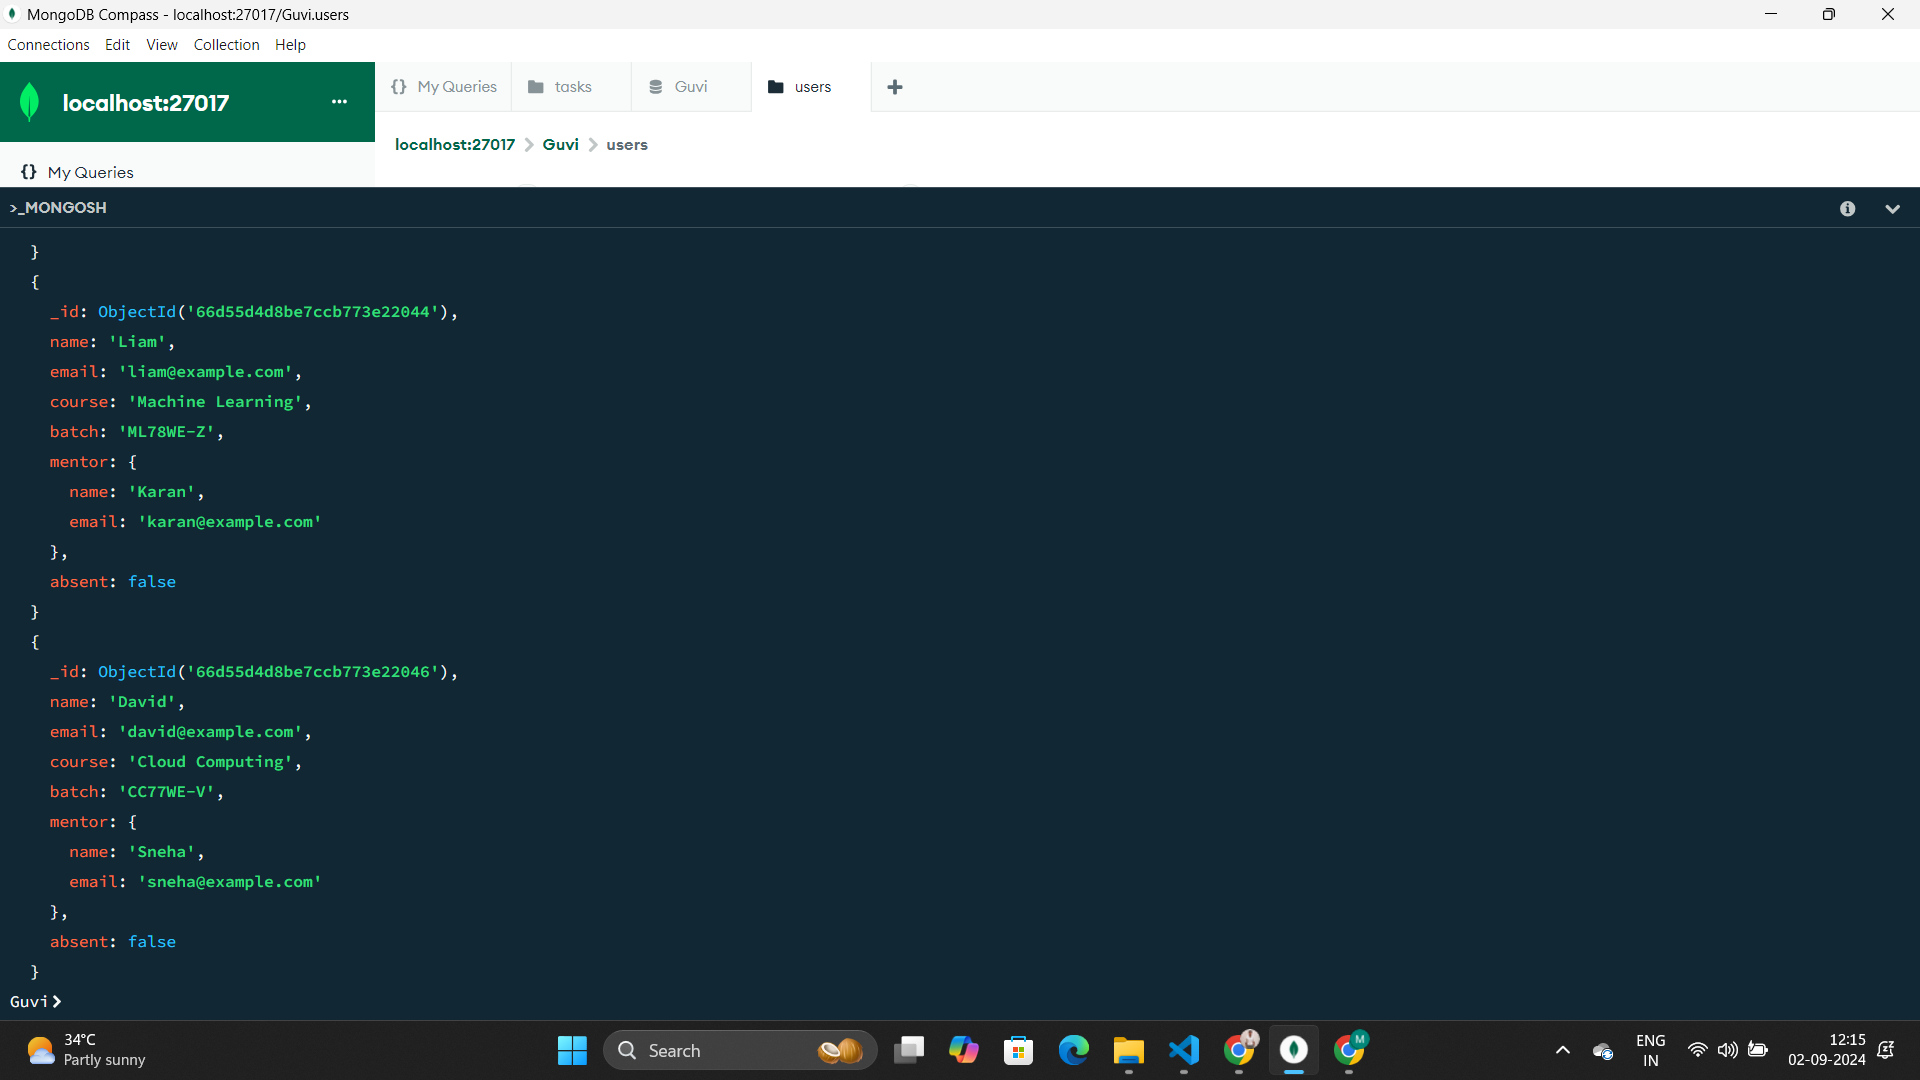 MongoDB Compass - localhost:27017/Guvi.users
Connections Edit View Collection Help
localhost:27017 ...
{} My Queries tasks Guvi users +
localhost:27017 > Guvi > users
{} My Queries
>_MONGOSH
}
{
_id: ObjectId('66d55d4d8be7ccb773e22044'),
name: 'Liam',
email: 'liam@example.com',
course: 'Machine Learning',
batch: 'ML78WE-Z',
mentor: {
name: 'Karan',
email: 'karan@example.com'
},
absent: false
}
{
_id: ObjectId('66d55d4d8be7ccb773e22046'),
name: 'David',
email: 'david@example.com',
course: 'Cloud Computing',
batch: 'CC77WE-V',
mentor: {
name: 'Sneha',
email: 'sneha@example.com'
},
absent: false
}
Guvi>
34°C
Partly sunny
Search
M
ENG
IN
12:15
02-09-2024